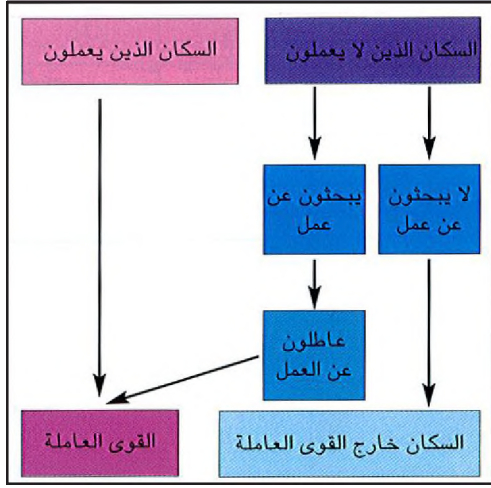 السكان الذين لا يعملون
السكان الذين يعملون
لا يبحثون
عن عمل
يبحثون عن
عمل
عاطلون
عن العمل
السكان خارج القوى العاملة
القوى العاملة